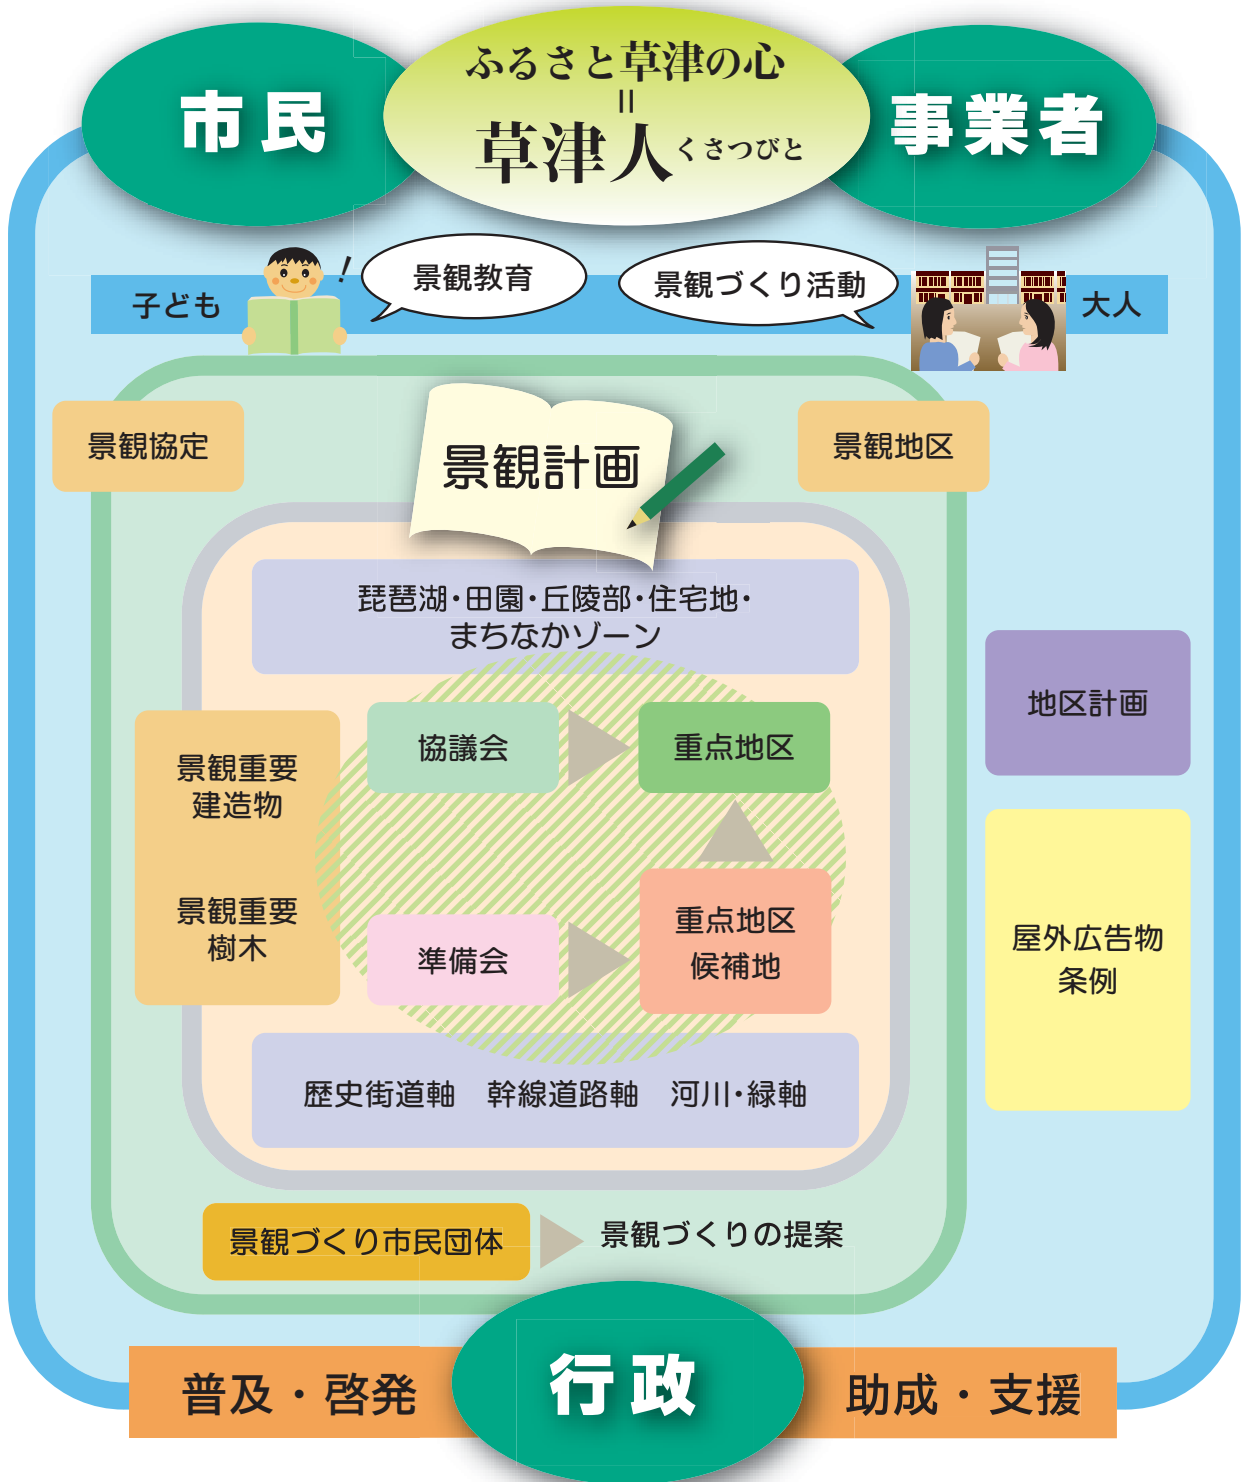 市民
ふるさと草津の心
=
草津人 くさつびと
事業者
子ども
!
景観教育
景観づくり活動
大人
景観協定
景観計画
景観地区
琵琶湖・田園・丘陵部・住宅地・
まちなかゾーン
地区計画
協議会
重点地区
景観重要
建造物
景観重要
樹木
準備会
重点地区
候補地
屋外広告物
条例
歴史街道軸　幹線道路軸　河川・緑軸
景観づくり市民団体
景観づくりの提案
行政
普及・啓発
助成・支援